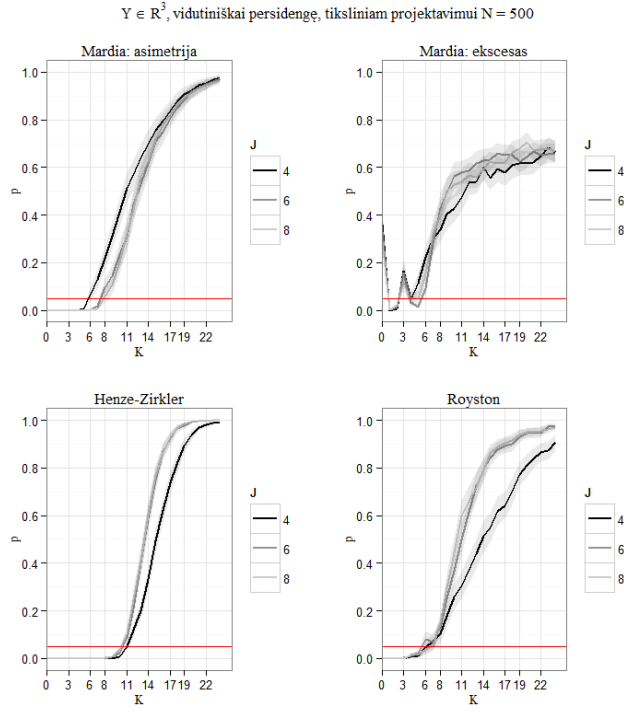 Y ∈ R³, vidutiniškai persidengę, tiksliniam projektavimui N = 500
Mardia: asimetrija
1.0
0.8
0.6
0.4
0.2
0.0
p
0 3 6 8 11 14 17 19 22
K
J
4
6
8
Mardia: ekscesas
1.0
0.8
0.6
0.4
0.2
0.0
p
0 3 6 8 11 14 17 19 22
K
J
4
6
8
Henze-Zirkler
1.0
0.8
0.6
0.4
0.2
0.0
p
0 3 6 8 11 14 17 19 22
K
J
4
6
8
Royston
1.0
0.8
0.6
0.4
0.2
0.0
p
0 3 6 8 11 14 17 19 22
K
J
4
6
8